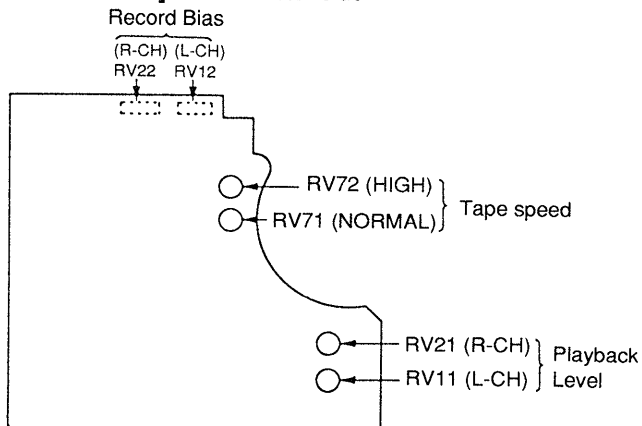 Record Bias
(R-CH) (L-CH)
RV22 RV12
RV72 (HIGH)
RV71 (NORMAL)
Tape speed
RV21 (R-CH)
RV11 (L-CH)
Playback
Level